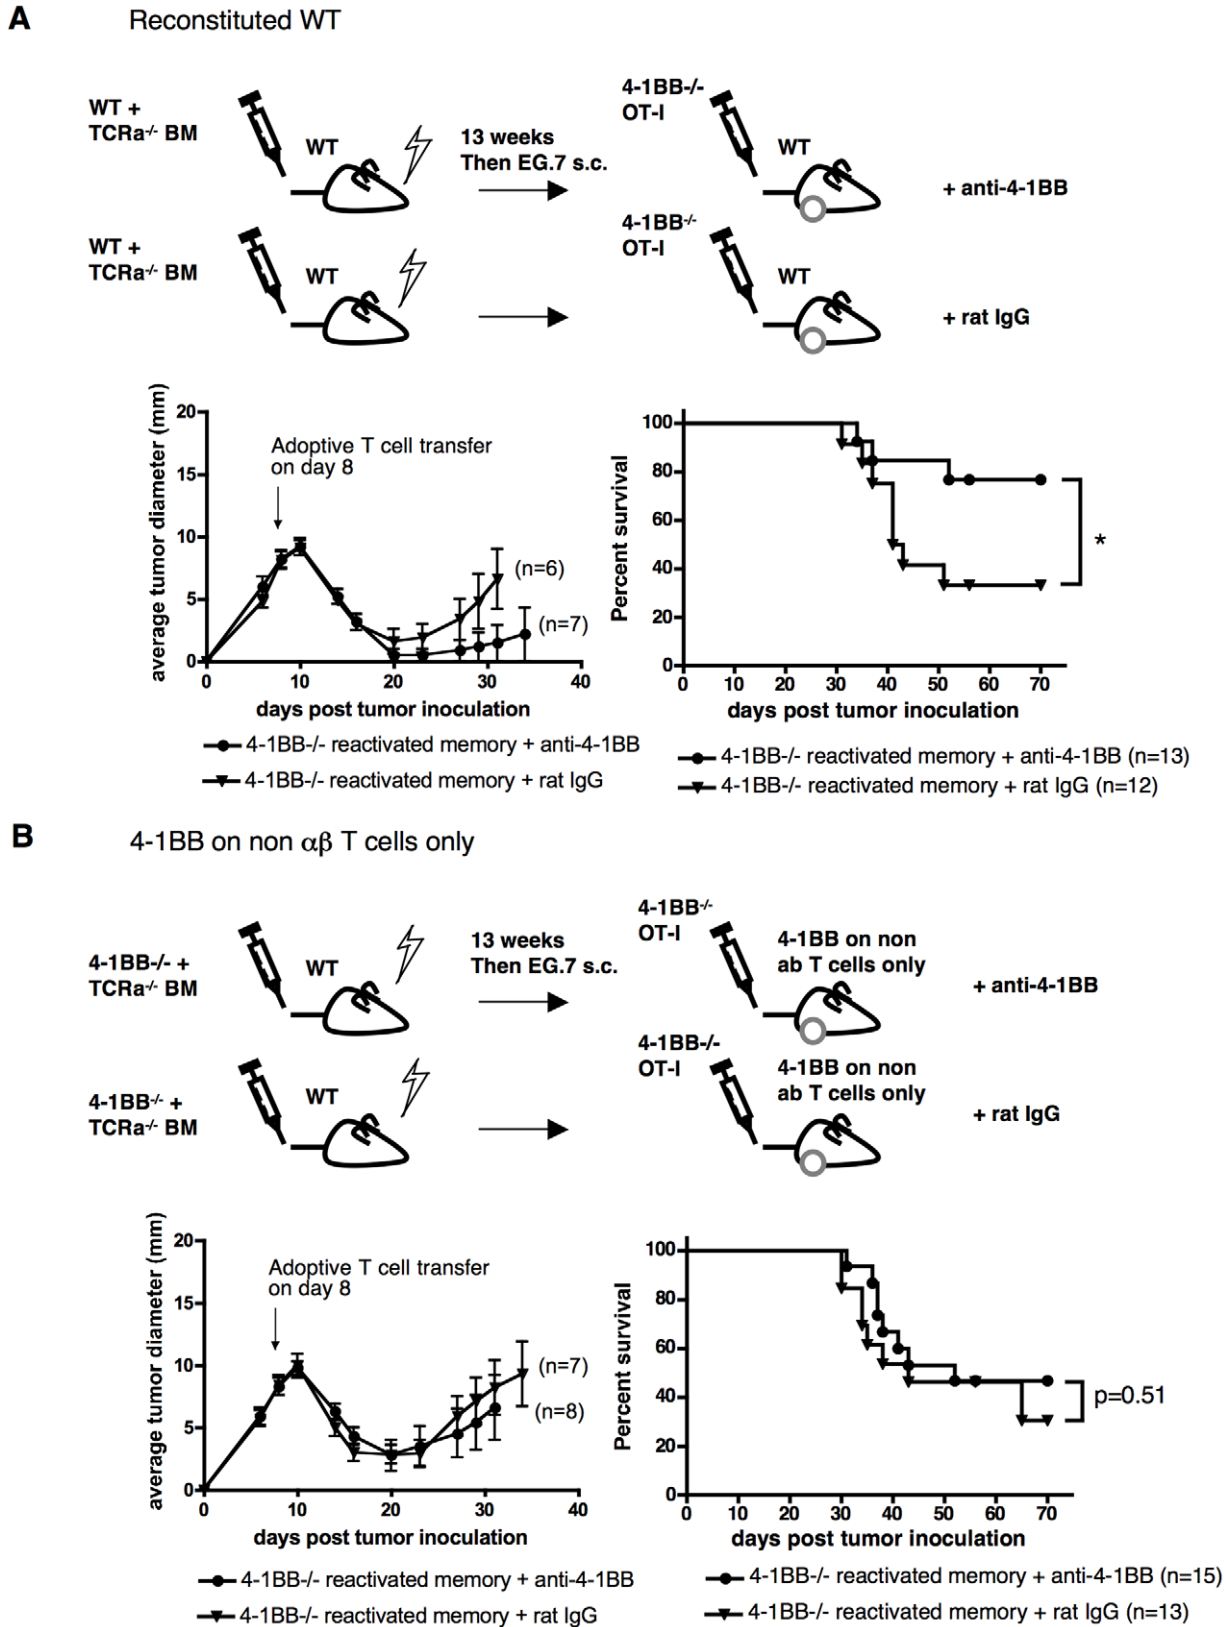 A
Reconstituted WT
WT +
TCRa-/- BM
WT
13 weeks
Then EG.7 s.c.
4-1BB-/-
OT-I
WT
+ anti-4-1BB
WT +
TCRa-/- BM
WT
4-1BB-/-
OT-I
WT
+ rat IgG
average tumor diameter (mm)
20
15
10
5
0
Adoptive T cell transfer
on day 8
(n=6)
(n=7)
0 10 20 30 40
days post tumor inoculation
4-1BB-/- reactivated memory + anti-4-1BB
4-1BB-/- reactivated memory + rat IgG
Percent survival
100
80
60
40
20
0
*
0 10 20 30 40 50 60 70
days post tumor inoculation
4-1BB-/- reactivated memory + anti-4-1BB (n=13)
4-1BB-/- reactivated memory + rat IgG (n=12)
B
4-1BB on non αβ T cells only
4-1BB-/- +
TCRa-/- BM
WT
13 weeks
Then EG.7 s.c.
4-1BB-/-
OT-I
4-1BB on non
ab T cells only
+ anti-4-1BB
4-1BB-/- +
TCRa-/- BM
WT
4-1BB-/-
OT-I
4-1BB on non
ab T cells only
+ rat IgG
average tumor diameter (mm)
20
15
10
5
0
Adoptive T cell transfer
on day 8
(n=7)
(n=8)
0 10 20 30 40
days post tumor inoculation
4-1BB-/- reactivated memory + anti-4-1BB
4-1BB-/- reactivated memory + rat IgG
Percent survival
100
80
60
40
20
0
p=0.51
0 10 20 30 40 50 60 70
days post tumor inoculation
4-1BB-/- reactivated memory + anti-4-1BB (n=15)
4-1BB-/- reactivated memory + rat IgG (n=13)